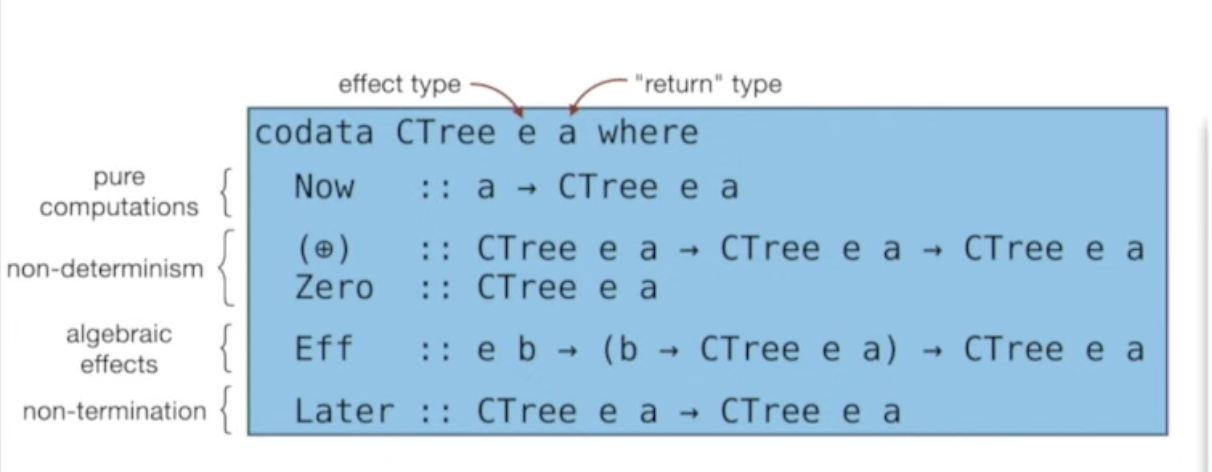 effect type "return" type
codata CTree e a where
pure
computations
Now :: a → CTree e a
non-determinism
(⊕) :: CTree e a → CTree e a → CTree e a
Zero :: CTree e a
algebraic
effects
Eff :: e b → (b → CTree e a) → CTree e a
non-termination
Later :: CTree e a → CTree e a